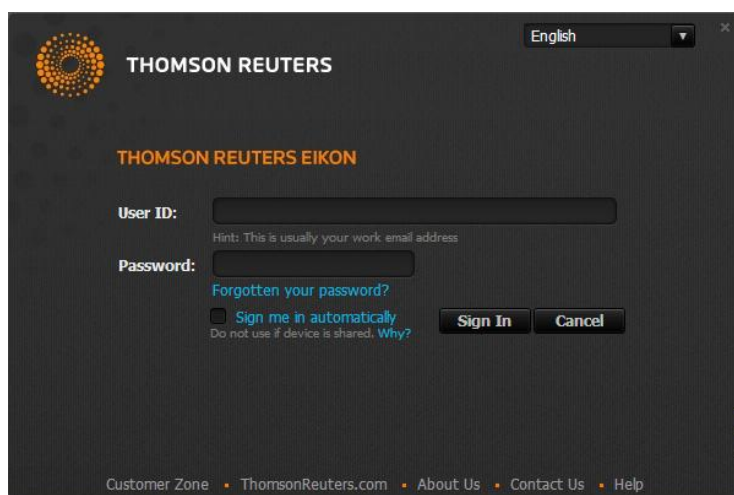 English
THOMSON REUTERS
THOMSON REUTERS EIKON
User ID:
Hint: This is usually your work email address
Password:
Forgotten your password?
Sign me in automatically
Do not use if device is shared. Why?
Sign In Cancel
Customer Zone ▪ ThomsonReuters.com ▪ About Us ▪ Contact Us ▪ Help